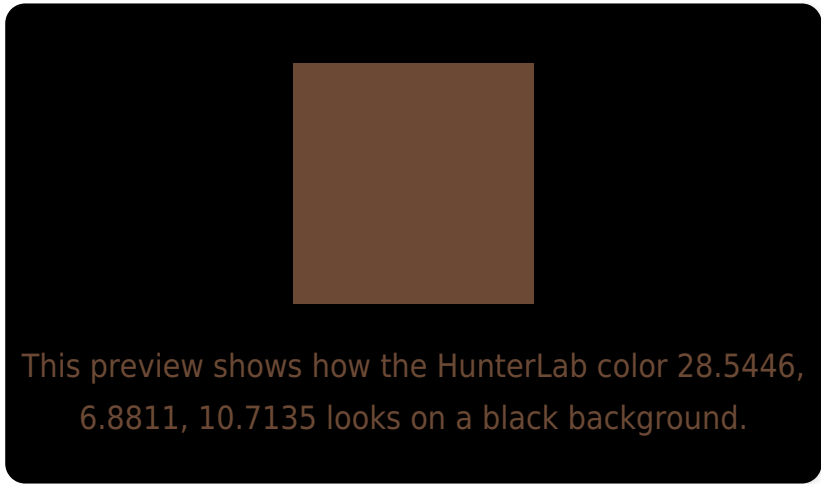 This preview shows how the HunterLab color 28.5446,
6.8811, 10.7135 looks on a black background.